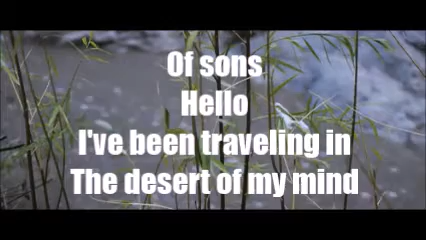 Of sons
Hello
I've been traveling in
The desert of my mind